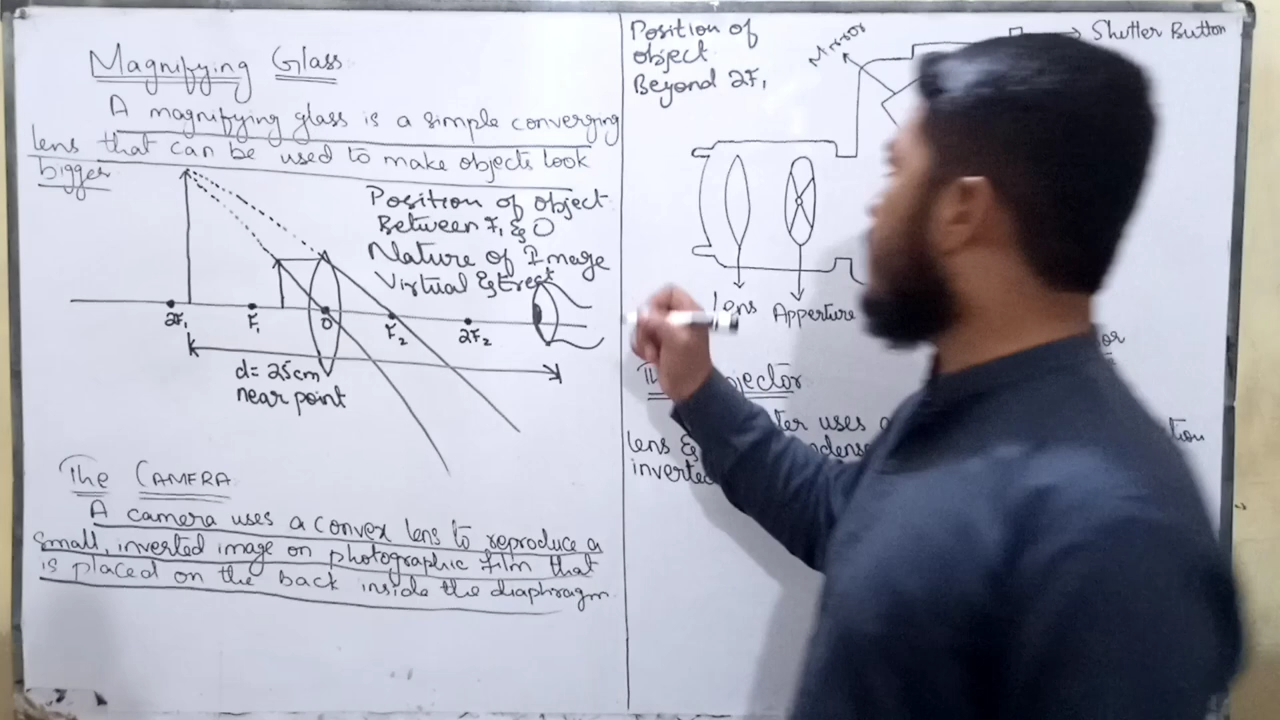 Magnifying Glass
A magnifying glass is a simple converging
lens that can be used to make objects look
bigger
Position of object
Between F1 & O
Nature of Image
Virtual & Erect
2F1
F1
O
F2
2F2
d = 25cm
near point
The CAMERA
A camera uses a convex lens to reproduce a
small, inverted image on photographic film that
is placed on the back inside the diaphragm.
Position of
object
Beyond 2F1
Mirror
Shutter Button
Lens
Aperture
or
uses
lens &
inverted